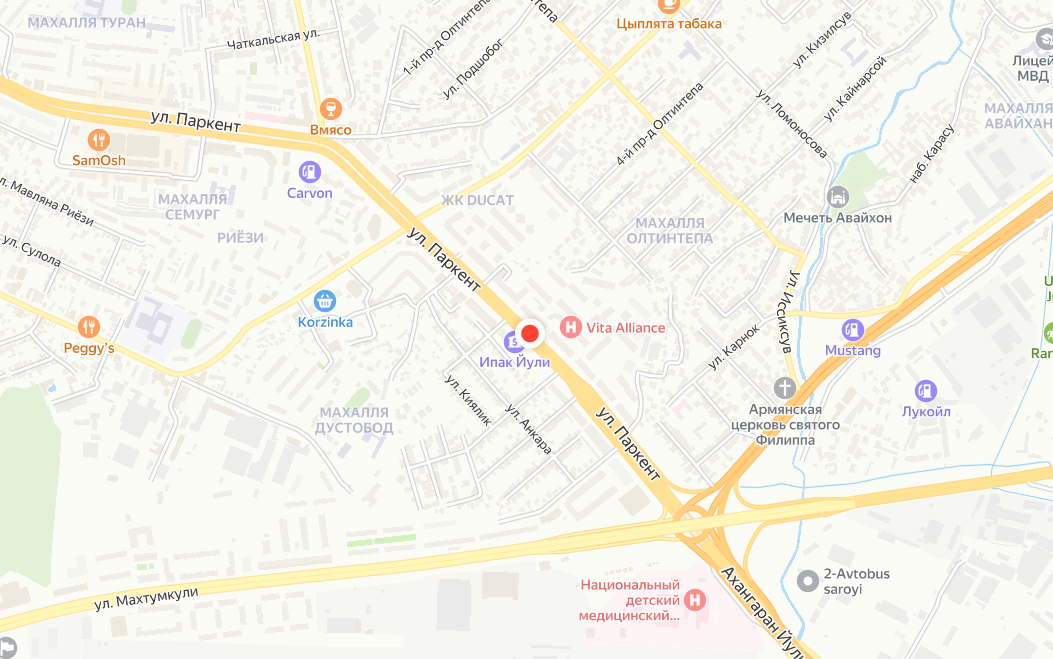 МАХАЛЛЯ ТУРАН
Чаткальская ул.
1-й пр-д Олтинтепа
ул. Подшобог
Цыплята табака
ул. Кизилсув
ул. Кайнарсой
Лицей
МВД
МАХАЛЛЯ
АВАЙХАН
ул. Паркент
Вмясо
SamOsh
Carvon
4-й пр-д Олтинтепа
ул. Ломоносова
наб. Карасу
Мечеть Авайхон
ул. Мавляна Риёзи
МАХАЛЛЯ
СЕМУРГ
РИЁЗИ
ЖК DUCAT
МАХАЛЛЯ
ОЛТИНТЕПА
ул. Сулола
ул. Паркент
ул. Иссиксув
Korzinka
Peggy's
Vita Alliance
Ипак Йули
ул. Карнок
Mustang
ул. Киялик
ул. Анкара
МАХАЛЛЯ
ДУСТОБОД
ул. Паркент
Армянская
церковь святого
Филиппа
Лукойл
ул. Махтумкули
Национальный
детский
медицинский...
Ахангаран Йули
2-Avtobus
saroyi